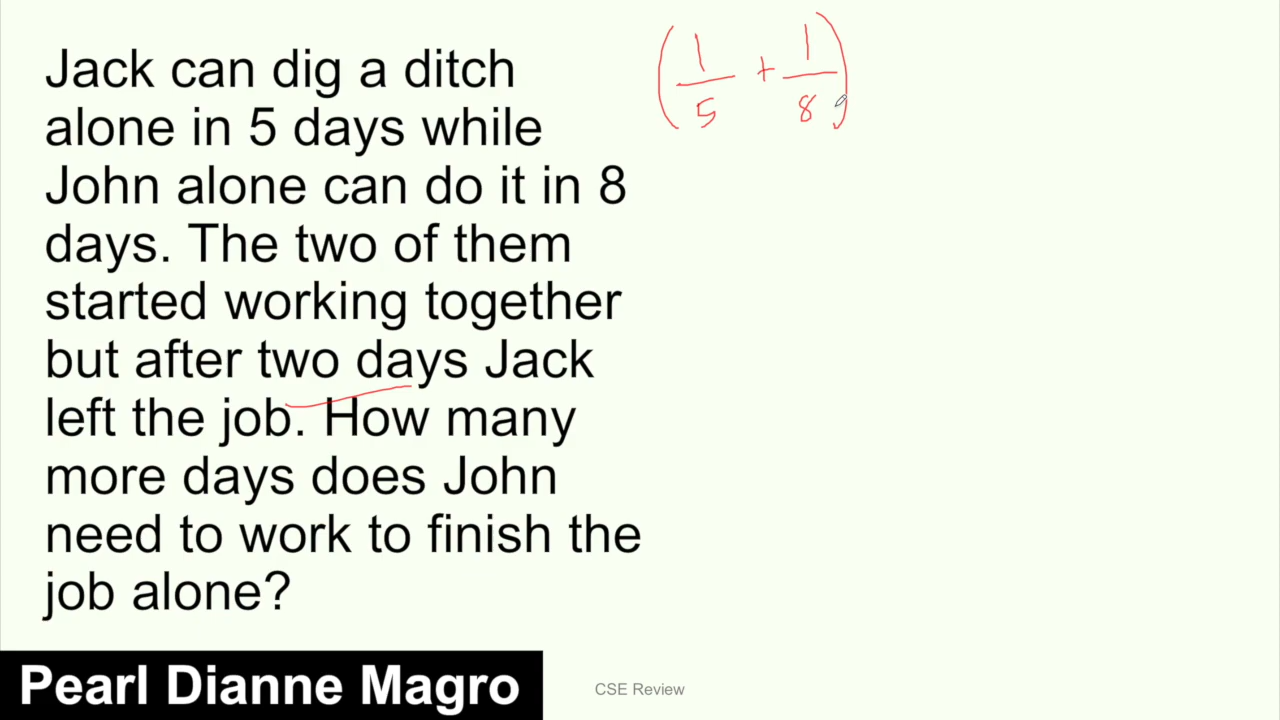 Jack can dig a ditch
alone in 5 days while
John alone can do it in 8
days. The two of them
started working together
but after two days Jack
left the job. How many
more days does John
need to work to finish the
job alone?
(1/5 + 1/8)
Pearl Dianne Magro
CSE Review